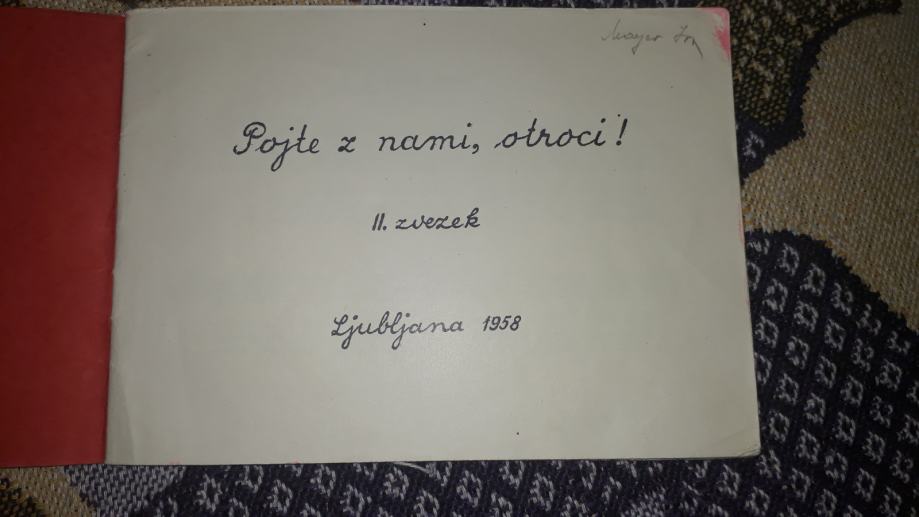 Pojte z nami, otroci!
II. zvezek
Ljubljana 1958